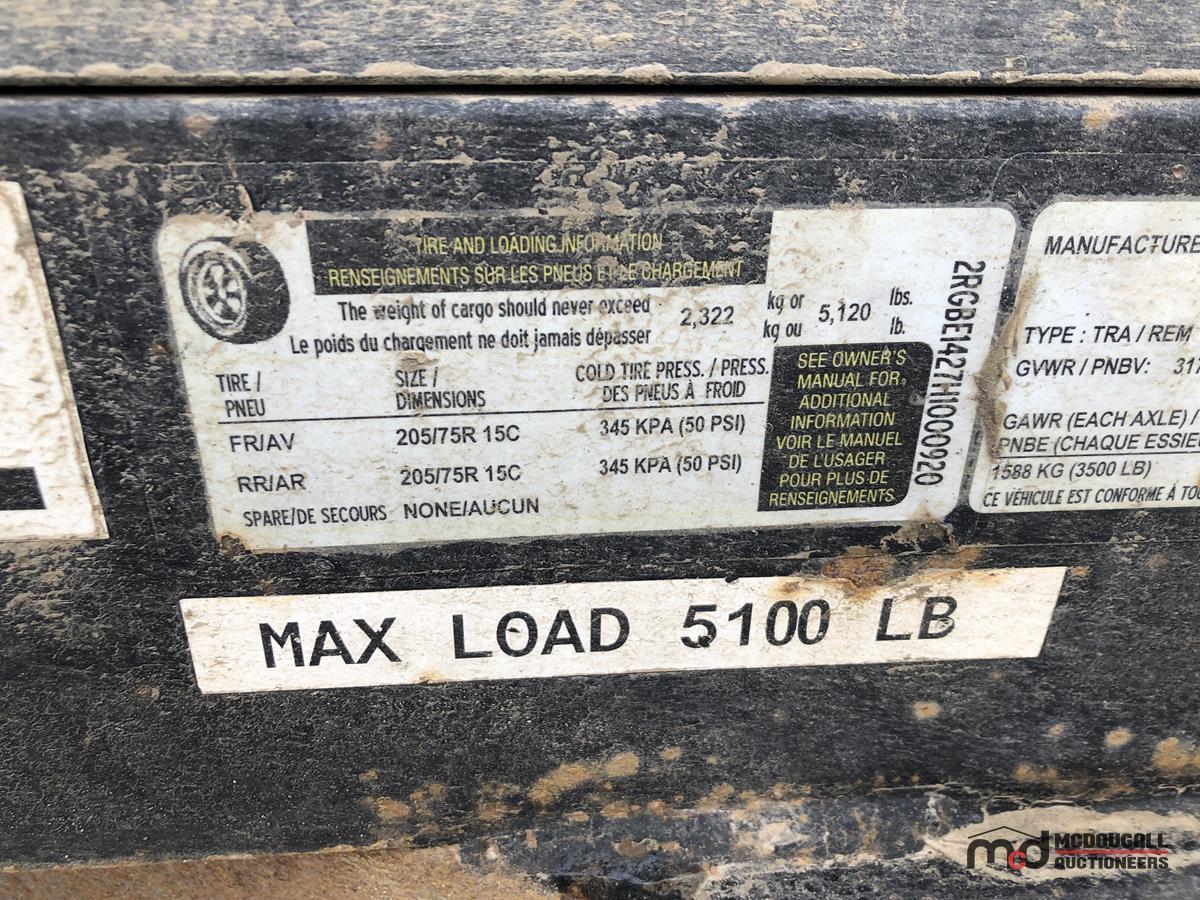 TIRE AND LOADING INFORMATION
RENSEIGNEMENTS SUR LES PNEUS ET LE CHARGEMENT
The weight of cargo should never exceed 2,322 kg or 5,120 lbs.
Le poids du chargement ne doit jamais dépasser kg ou lb.
TIRE / SIZE / COLD TIRE PRESS. / PRESS.
PNEU DIMENSIONS DES PNEUS À FROID
FR/AV 205/75R 15C 345 KPA (50 PSI)
RR/AR 205/75R 15C 345 KPA (50 PSI)
SPARE/DE SECOURS NONE/AUCUN
SEE OWNER'S
MANUAL FOR
ADDITIONAL
INFORMATION
VOIR LE MANUEL
DE L'USAGER
POUR PLUS DE
RENSEIGNEMENTS.
MANUFACTURE
TYPE : TRA / REM
GVWR / PNBV: 317
GAWR (EACH AXLE) /
PNBE (CHAQUE ESSIEU
1588 KG (3500 LB)
CE VÉHICULE EST CONFORME À TOU
MAX LOAD 5100 LB
mcd MCDOUGALL
AUCTIONEERS